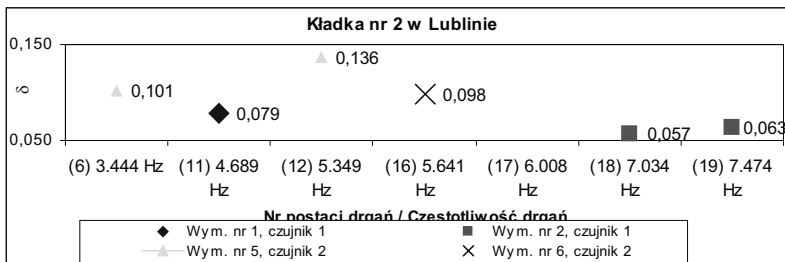 Kładka nr 2 w Lublinie
0,150
0,136
0,101
0,098
δ
0,079
0,063
0,057
0,050
(6) 3.444 Hz (11) 4.689 Hz (12) 5.349 Hz (16) 5.641 Hz (17) 6.008 Hz (18) 7.034 Hz (19) 7.474 Hz
Nr postaci drgań / Częstotliwość drgań
Wym. nr 1, czujnik 1 Wym. nr 2, czujnik 1
Wym. nr 5, czujnik 2 Wym. nr 6, czujnik 2